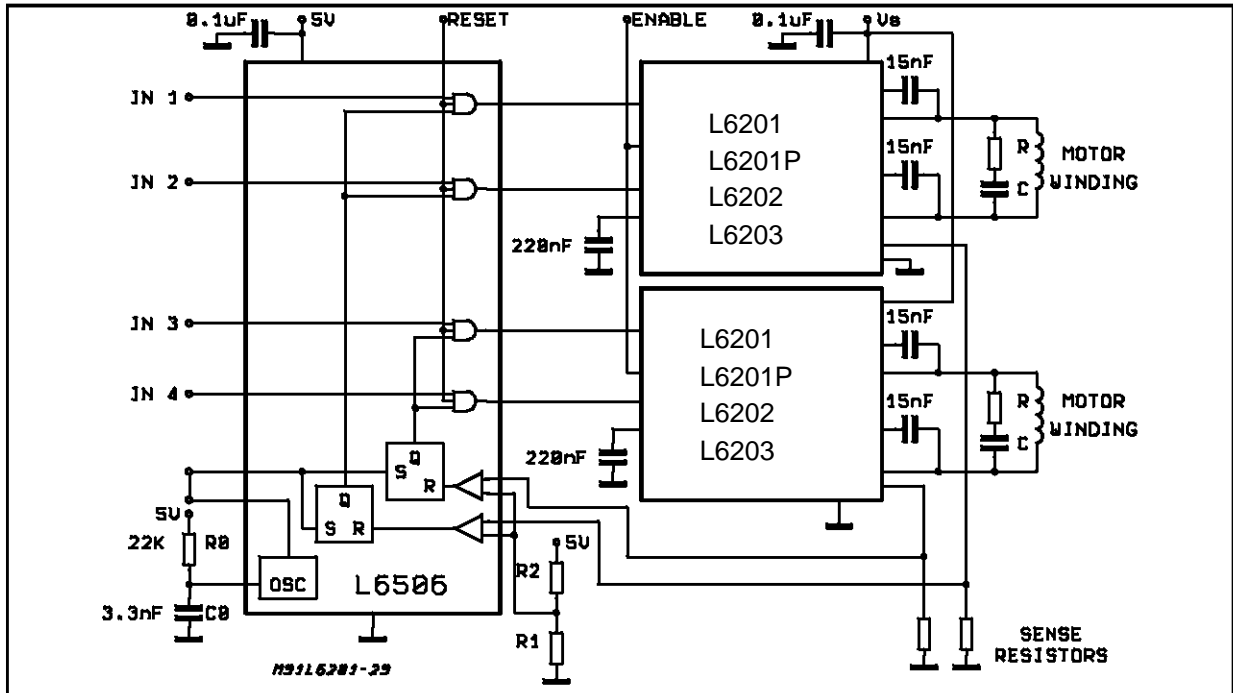 0.1uF 5V RESET ENABLE 0.1uF Vs
15nF
IN 1
L6201
L6201P
L6202
L6203
15nF
R
C
MOTOR
WINDING
IN 2
220nF
15nF
IN 3
L6201
L6201P
L6202
L6203
IN 4
15nF
R
C
MOTOR
WINDING
220nF
Q
S
R
Q
S R
5V
22K R0
OSC
L6506
3.3nF C0
5V
R2
R1
SENSE
RESISTORS
M91L6201-29